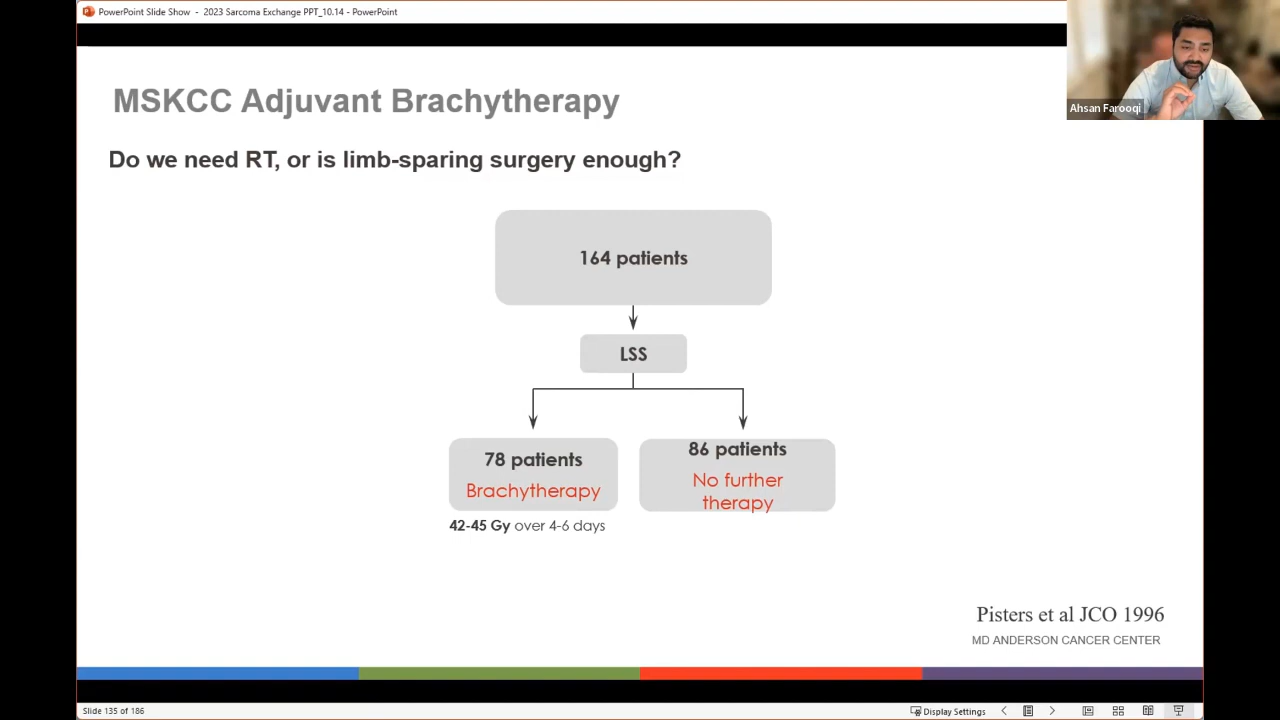 PowerPoint Slide Show - 2023 Sarcoma Exchange PPT_10.14 - PowerPoint
Ahsan Farooqi
MSKCC Adjuvant Brachytherapy
Do we need RT, or is limb-sparing surgery enough?
164 patients
LSS
78 patients
Brachytherapy
42-45 Gy over 4-6 days
86 patients
No further
therapy
Pisters et al JCO 1996
MD ANDERSON CANCER CENTER
Slide 135 of 186
Display Settings